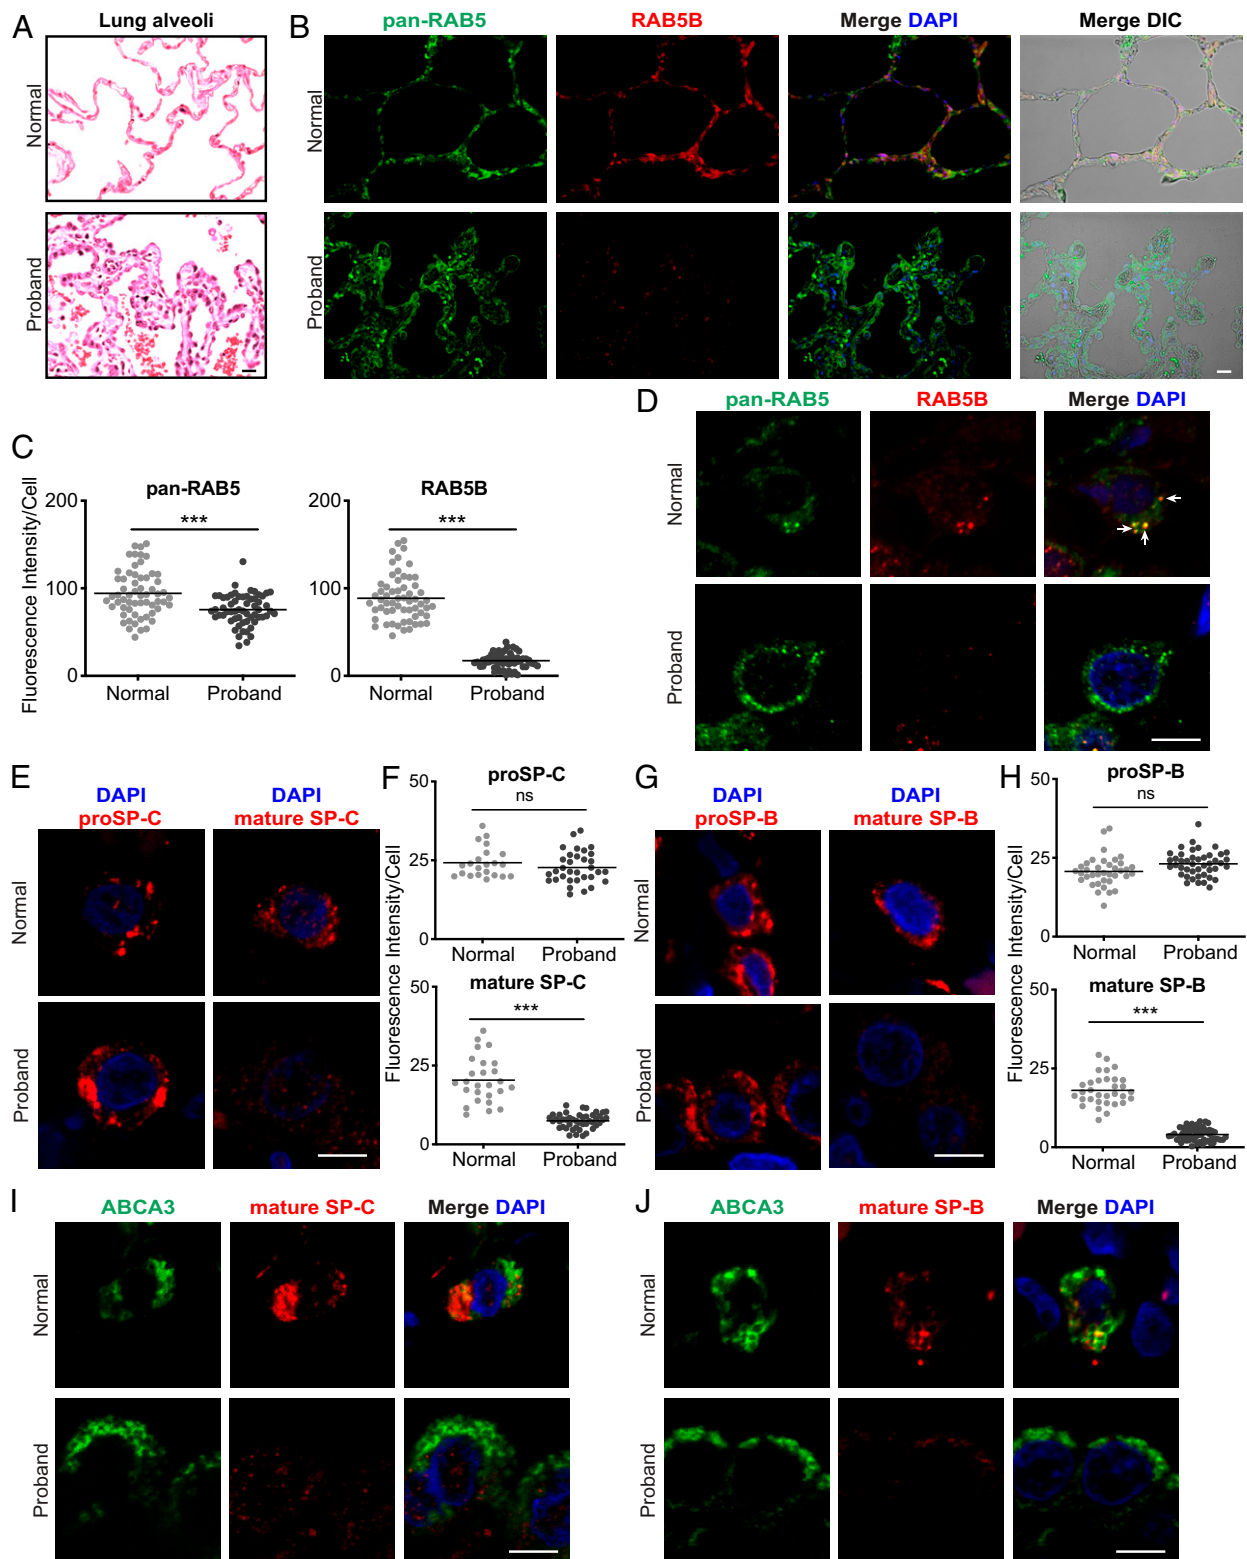 A
Lung alveoli
Normal
Proband
B
pan-RAB5
RAB5B
Merge DAPI
Merge DIC
Normal
Proband
C
Fluorescence Intensity/Cell
pan-RAB5
200
100
0
***
Normal
Proband
RAB5B
200
100
0
***
Normal
Proband
D
pan-RAB5
RAB5B
Merge DAPI
Normal
Proband
E
DAPI
proSP-C
DAPI
mature SP-C
Normal
Proband
F
Fluorescence Intensity/Cell
proSP-C
50
25
0
ns
Normal
Proband
mature SP-C
50
25
0
***
Normal
Proband
G
DAPI
proSP-B
DAPI
mature SP-B
Normal
Proband
H
Fluorescence Intensity/Cell
proSP-B
50
25
0
ns
Normal
Proband
mature SP-B
50
25
0
***
Normal
Proband
I
ABCA3
mature SP-C
Merge DAPI
Normal
Proband
J
ABCA3
mature SP-B
Merge DAPI
Normal
Proband